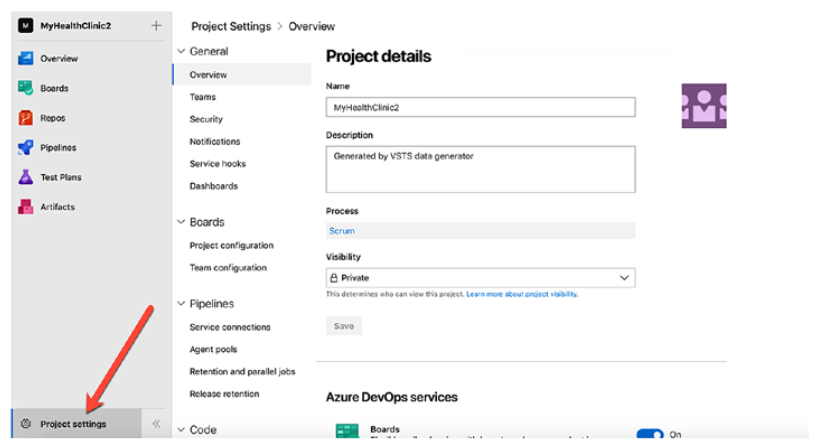 M MyHealthClinic2
Overview
Boards
Repos
Pipelines
Test Plans
Artifacts
Project settings
Project Settings > Overview
General
Overview
Teams
Security
Notifications
Service hooks
Dashboards
Boards
Project configuration
Team configuration
Pipelines
Service connections
Agent pools
Retention and parallel jobs
Release retention
Code
Project details
Name
MyHealthClinic2
Description
Generated by VSTS data generator
Process
Scrum
Visibility
Private
This determines who can view this project. Learn more about project visibility.
Save
Azure DevOps services
Boards
On